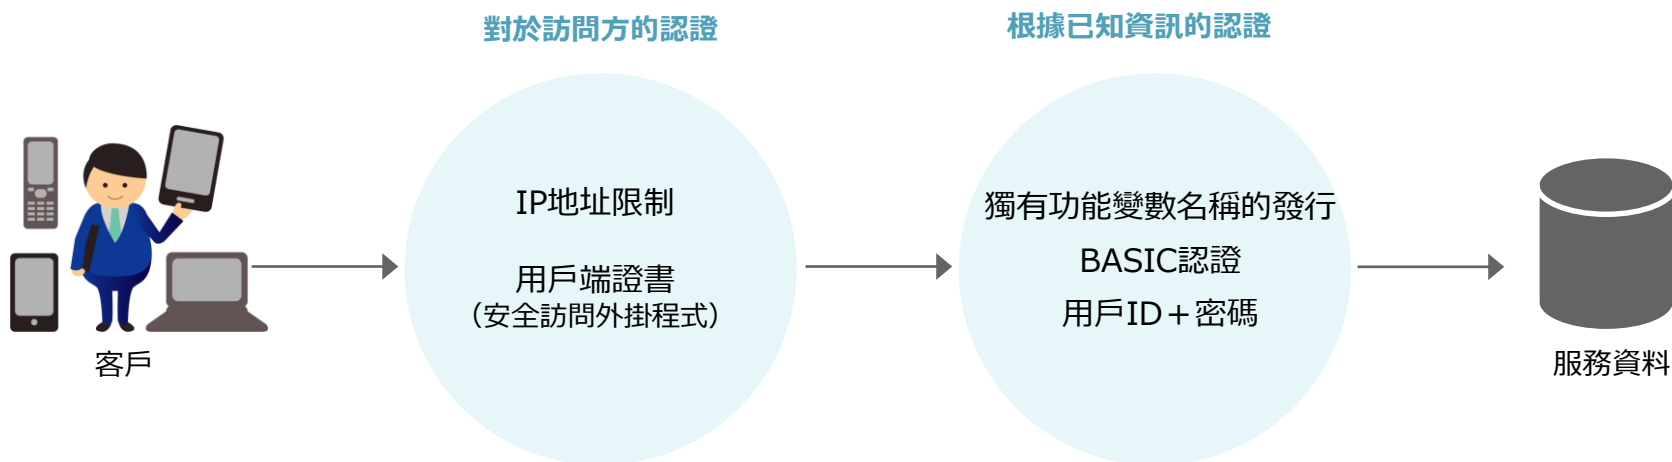 對於訪問方的認證
根據已知資訊的認證
IP地址限制
用戶端證書
（安全訪問外掛程式）
獨有功能變數名稱的發行
BASIC認證
用戶ID＋密碼
客戶
服務資料